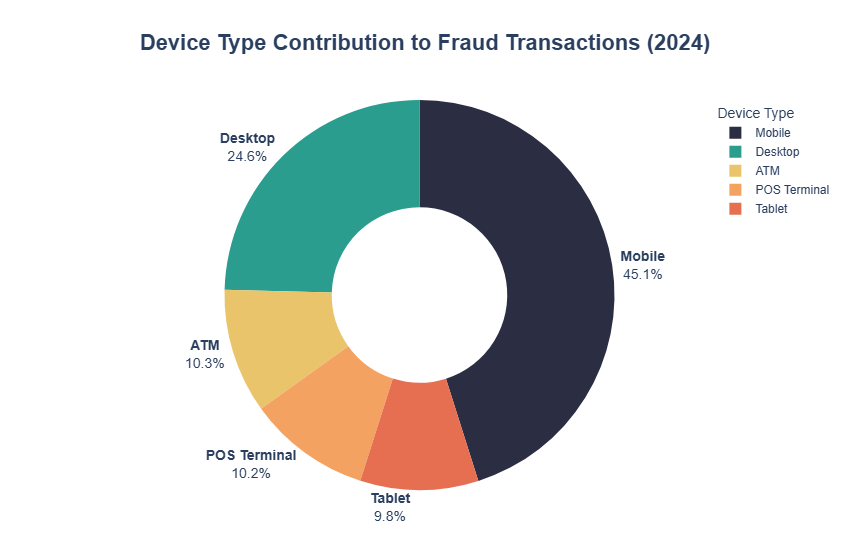 Device Type Contribution to Fraud Transactions (2024)
Device Type
Mobile
Desktop
ATM
POS Terminal
Tablet
Desktop
24.6%
Mobile
45.1%
ATM
10.3%
POS Terminal
10.2%
Tablet
9.8%